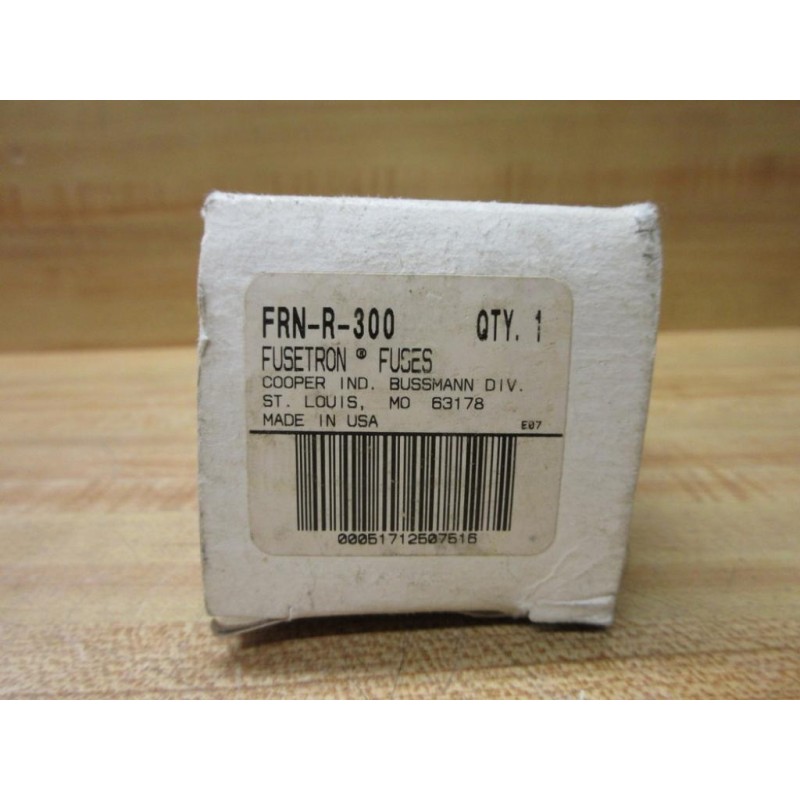 FRN-R-300 QTY. 1
FUSETRON ® FUSES
COOPER IND. BUSSMANN DIV.
ST. LOUIS, MO 63178
MADE IN USA E07
00051712507516